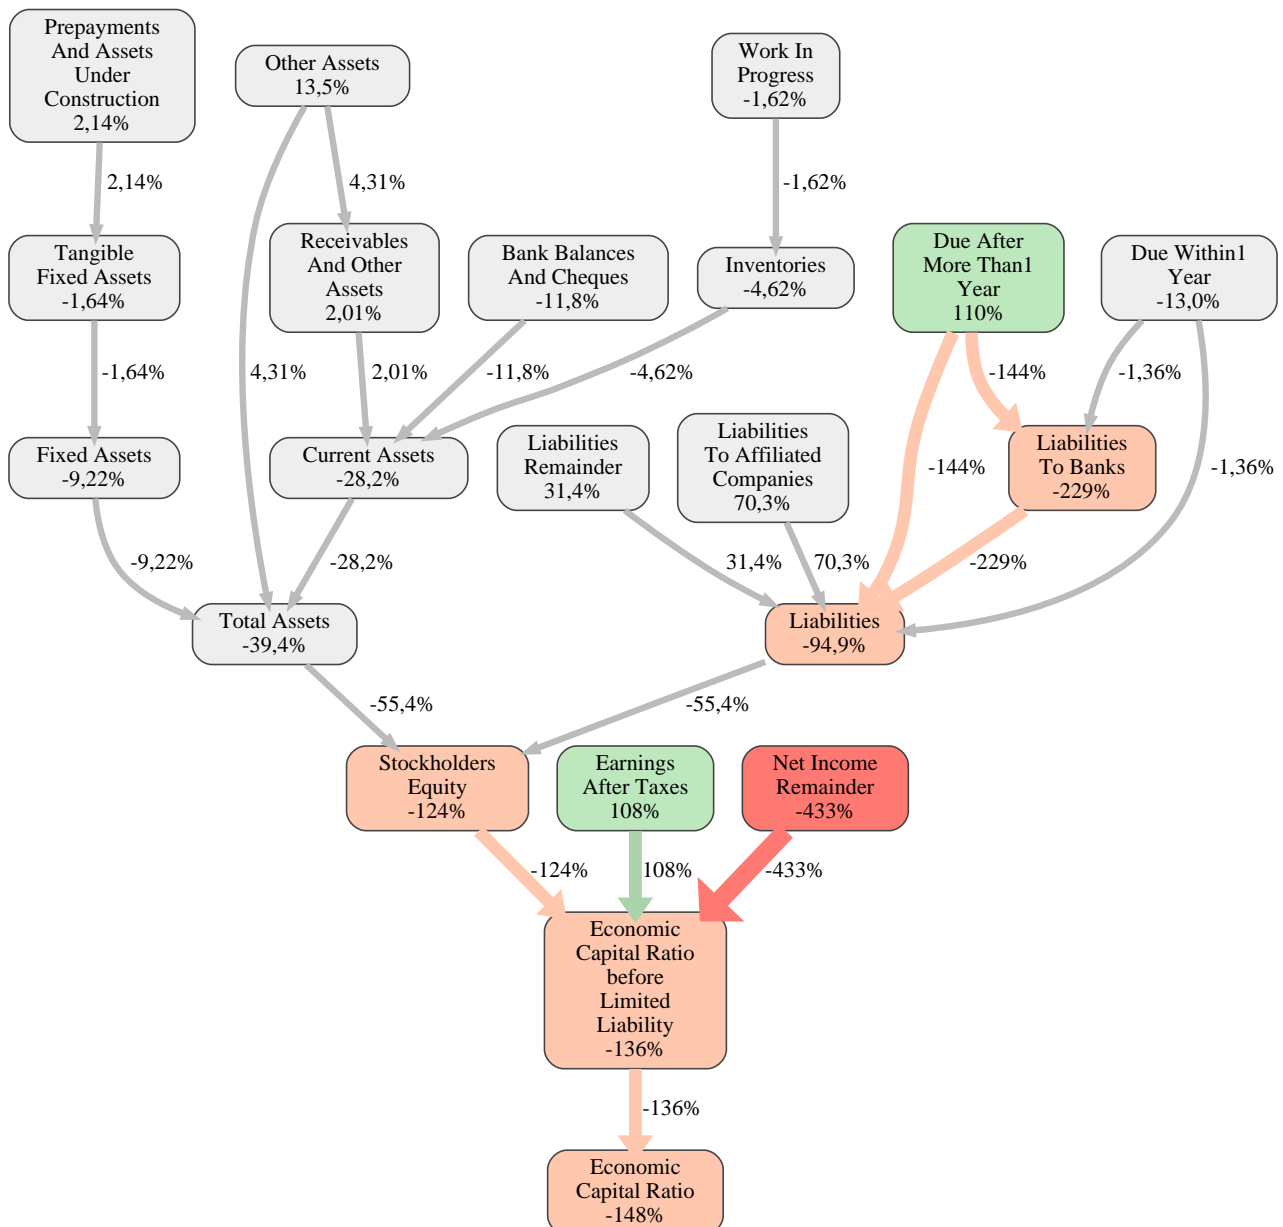 Prepayments
And Assets
Under
Construction
2,14%
Other Assets
13,5%
Work In
Progress
-1,62%
2,14%
4,31%
-1,62%
Tangible
Fixed Assets
-1,64%
Receivables
And Other
Assets
2,01%
Bank Balances
And Cheques
-11,8%
Inventories
-4,62%
Due After
More Than1
Year
110%
Due Within1
Year
-13,0%
-1,64%
4,31%
2,01%
-11,8%
-4,62%
-144%
-1,36%
Fixed Assets
-9,22%
Current Assets
-28,2%
Liabilities
Remainder
31,4%
Liabilities
To Affiliated
Companies
70,3%
-144%
Liabilities
To Banks
-229%
-1,36%
-9,22%
-28,2%
31,4%
70,3%
-229%
Total Assets
-39,4%
Liabilities
-94,9%
-55,4%
-55,4%
Stockholders
Equity
-124%
Earnings
After Taxes
108%
Net Income
Remainder
-433%
-124%
108%
-433%
Economic
Capital Ratio
before
Limited
Liability
-136%
-136%
Economic
Capital Ratio
-148%